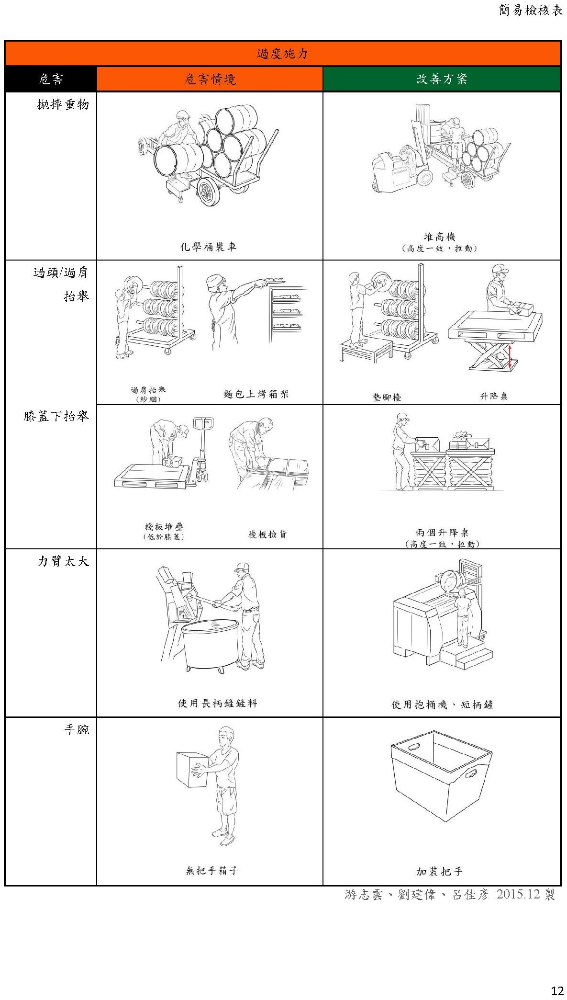 簡易檢核表
過度施力
危害 危害情境 改善方案
拋摔重物
化學桶裝車
堆高機
(高度一致，拉動)
過頭/過肩
抬舉
過肩抬舉
(紗綑)
麵包上烤箱架
墊腳檯
升降桌
膝蓋下抬舉
棧板堆疊
(低於膝蓋)
棧板撿貨
兩個升降桌
(高度一致，拉動)
力臂太大
使用長柄鏟鏟料
使用抱桶機、短柄鏟
手腕
無把手箱子
加裝把手
游志雲、劉建偉、呂佳彥 2015.12 製
12